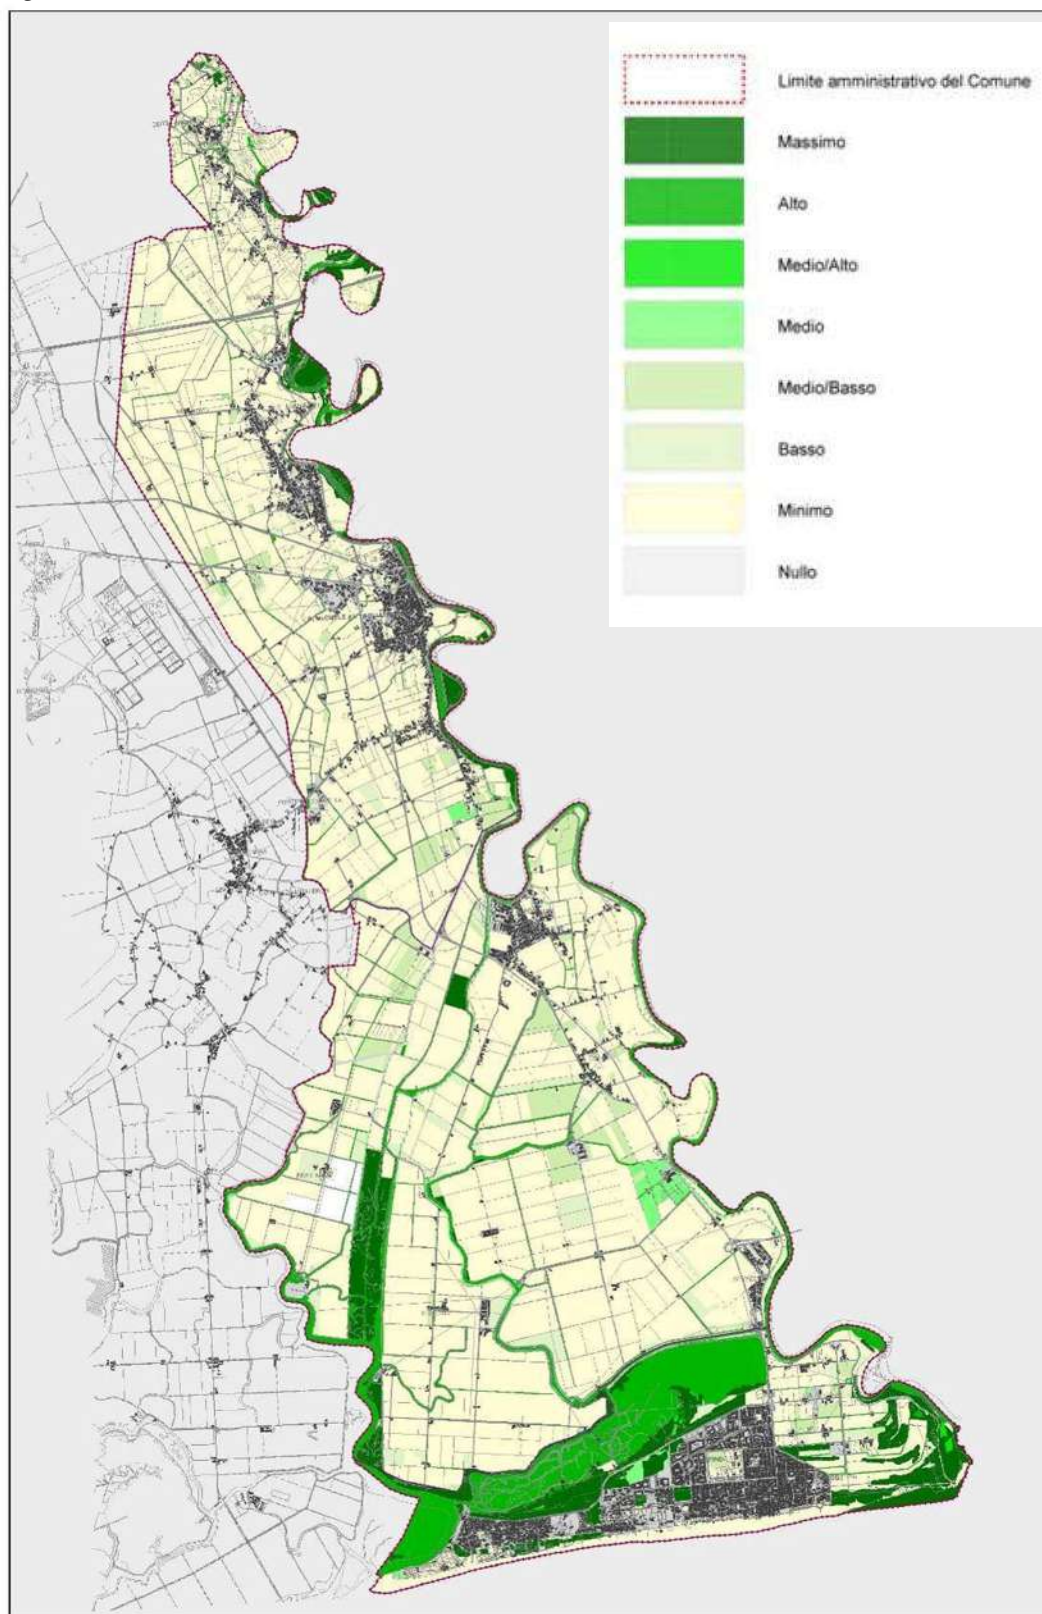 Limite amministrativo del Comune
Massimo
Alto
Medio/Alto
Medio
Medio/Basso
Basso
Minimo
Nullo